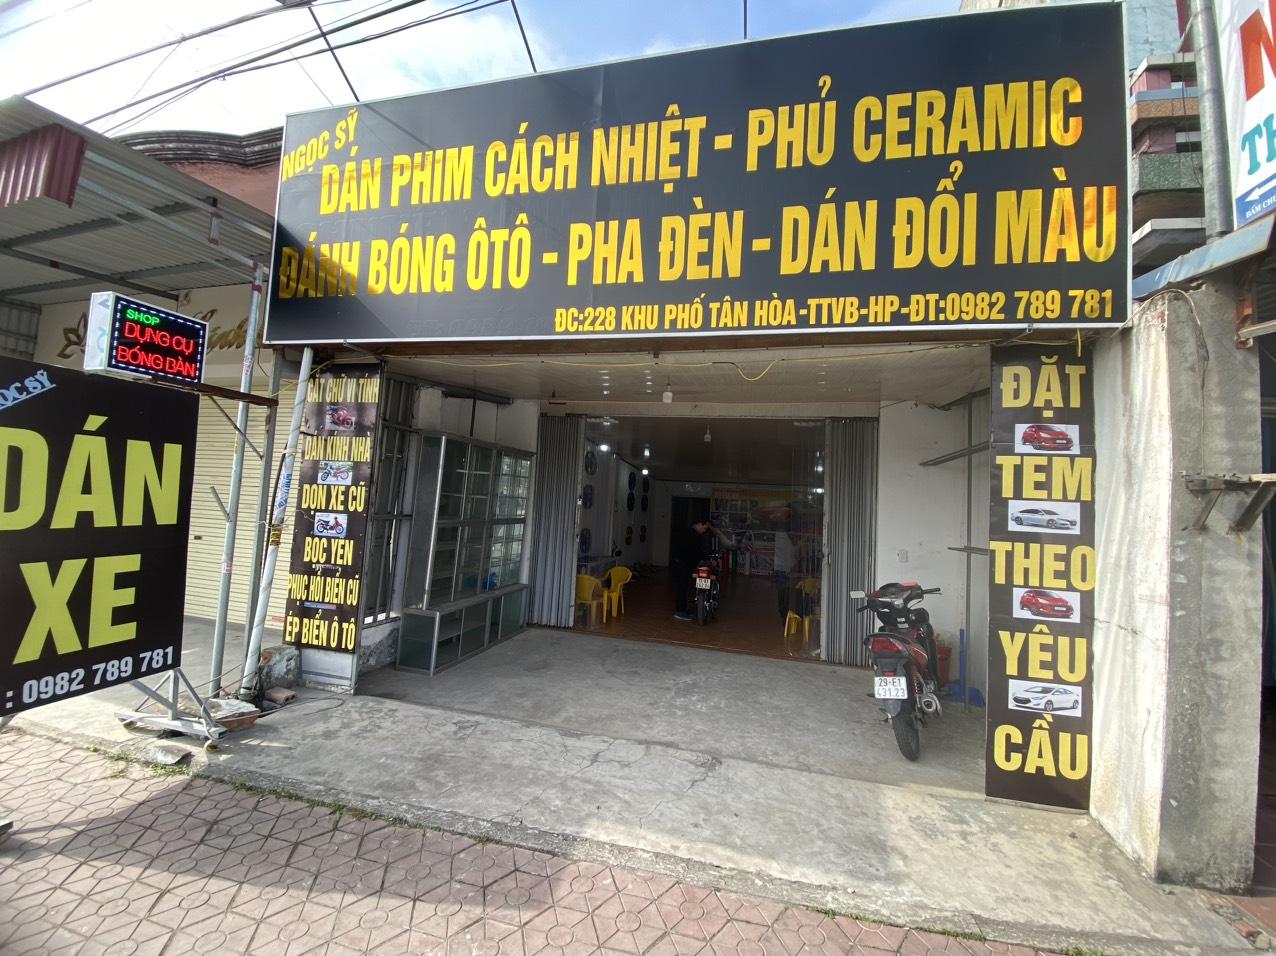 NGỌC SỸ
DÁN PHIM CÁCH NHIỆT - PHỦ CERAMIC
ĐÁNH BÓNG ÔTÔ - PHA ĐÈN - DÁN ĐỔI MÀU
ĐC:228 KHU PHỐ TÂN HÒA-TTVB-HP-ĐT:0982 789 781
SHOP
DỤNG CỤ
BÓNG BÀN
DÁN
XE
: 0982 789 781
CẮT CHỮ VI TÍNH
DÁN KÍNH NHÀ
DỌN XE CŨ
BỌC YÊN
PHỤC HỒI BIỂN CŨ
ÉP BIỂN Ô TÔ
ĐẶT
TEM
THEO
YÊU
CẦU
29-E1
431.23